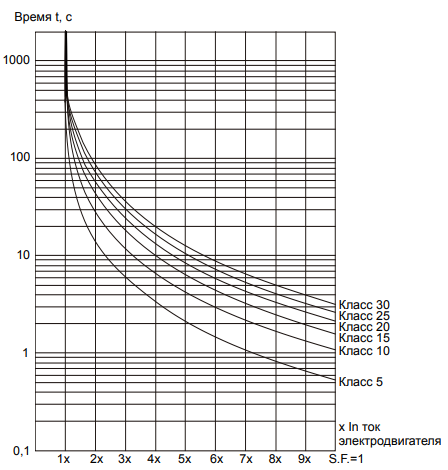 Время t, с
1000
100
10
1
0,1
Класс 30
Класс 25
Класс 20
Класс 15
Класс 10
Класс 5
x In ток
электродвигателя
1x 2x 3x 4x 5x 6x 7x 8x 9x S.F.=1